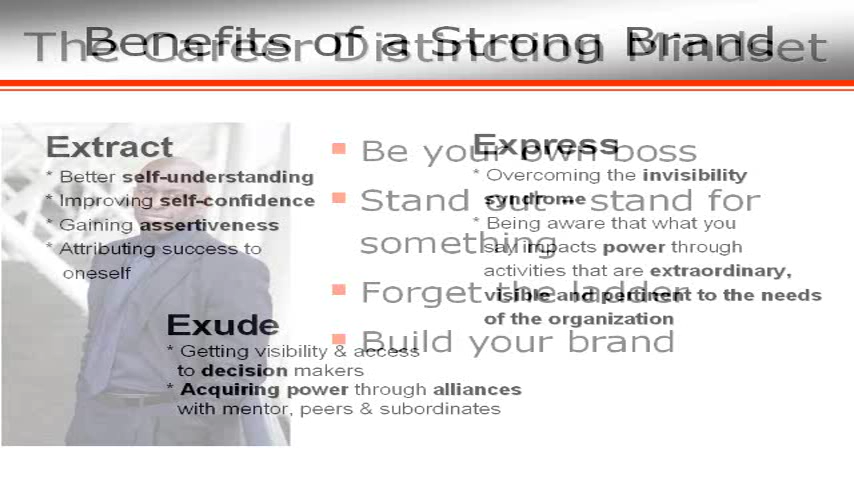 Benefits of a Strong Brand
The Career Distinction Mindset
Extract
* Better self-understanding
* Improving self-confidence
* Gaining assertiveness
* Attributing success to
oneself
Be your own boss
Stand out - stand for
something
Forget the ladder
Build your brand
Express
* Overcoming the invisibility
syndrome
* Being aware that what you
say impacts power through
activities that are extraordinary,
visible and pertinent to the needs
of the organization
Exude
* Getting visibility & access
to decision makers
* Acquiring power through alliances
with mentor, peers & subordinates